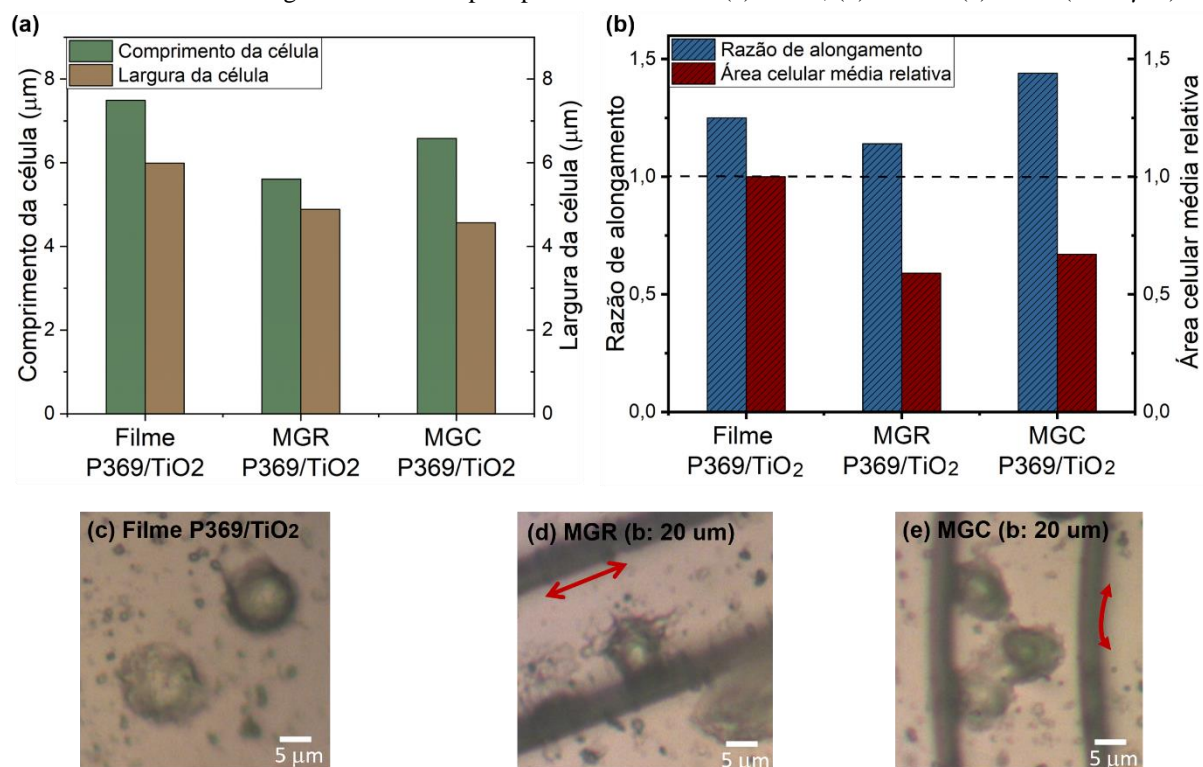 (a)
Comprimento da célula
Largura da célula
Comprimento da célula (μm)
8
6
4
2
0
8
6
4
2
0
Largura da célula (μm)
Filme
P369/TiO2
MGR
P369/TiO2
MGC
P369/TiO2
(b)
Razão de alongamento
Área celular média relativa
Razão de alongamento
1,5
1,0
0,5
0,0
1,5
1,0
0,5
0,0
Área celular média relativa
Filme
P369/TiO2
MGR
P369/TiO2
MGC
P369/TiO2
(c) Filme P369/TiO2
5 μm
(d) MGR (b: 20 um)
5 μm
(e) MGC (b: 20 um)
5 μm